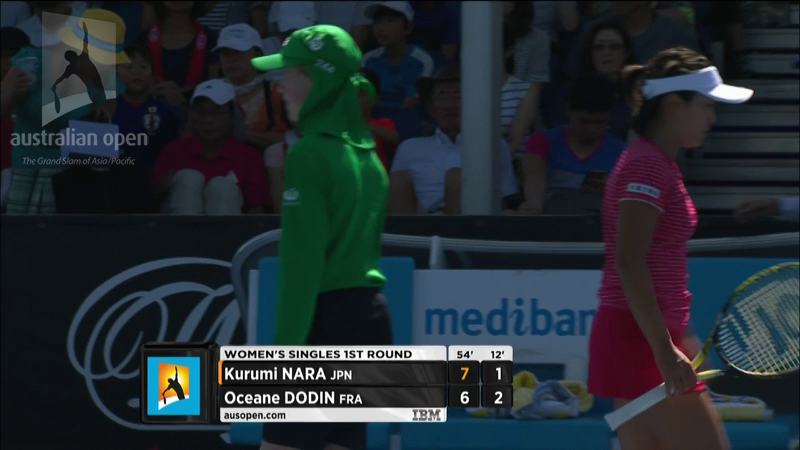 australian open
The Grand Slam of Asia/Pacific
mediban
WOMEN'S SINGLES 1ST ROUND 54' 12'
Kurumi NARA JPN 7 1
Oceane DODIN FRA 6 2
ausopen.com IBM